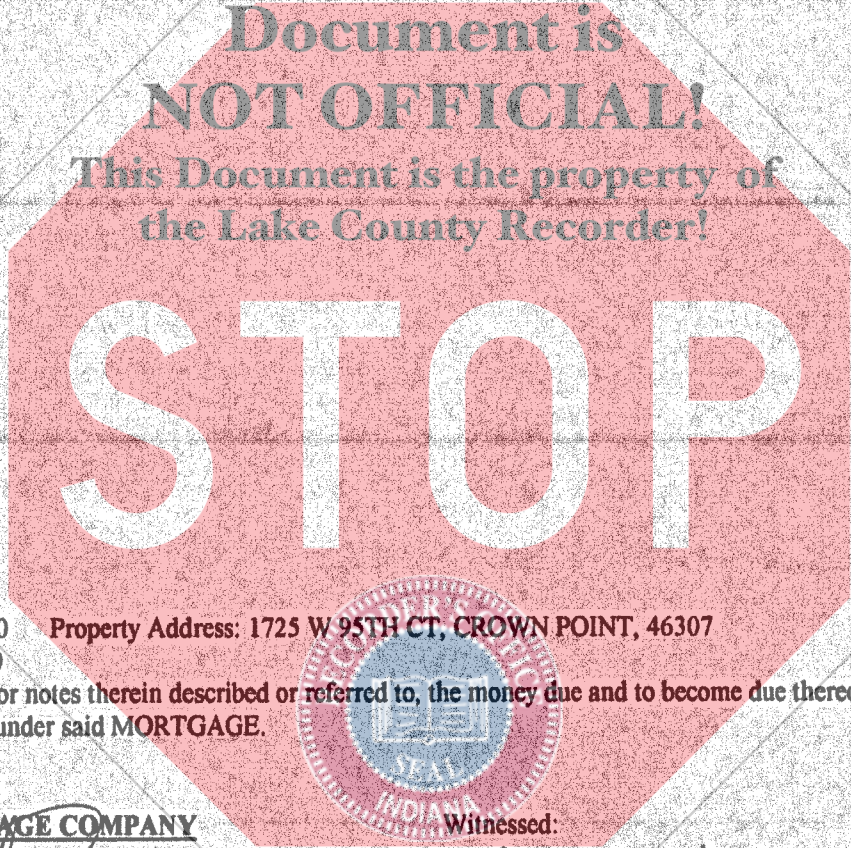 Document is
NOT OFFICIAL!
This Document is the property of
the Lake County Recorder!
STOP
0 Property Address: 1725 W 95TH CT, CROWN POINT, 46307
)
or notes therein described or referred to, the money due and to become due thereo
under said MORTGAGE.
RECORDER'S OFFICE
SEAL
INDIANA
AGE COMPANY Witnessed: